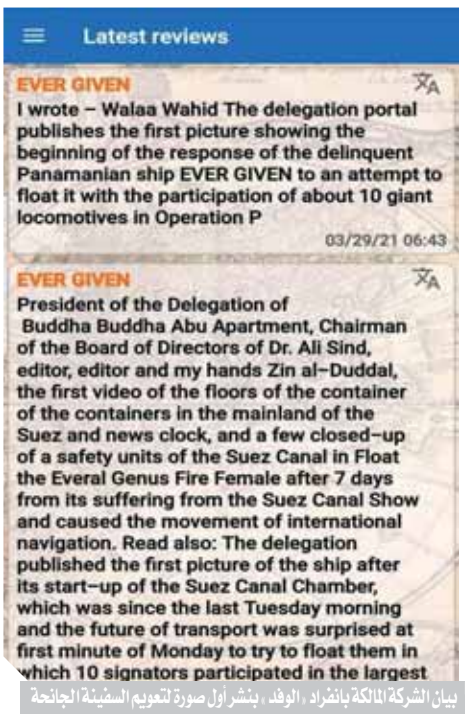 Latest reviews
EVER GIVEN
I wrote – Walaa Wahid The delegation portal
publishes the first picture showing the
beginning of the response of the delinquent
Panamanian ship EVER GIVEN to an attempt to
float it with the participation of about 10 giant
locomotives in Operation P
03/29/21 06:43
EVER GIVEN
President of the Delegation of
Buddha Buddha Abu Apartment, Chairman
of the Board of Directors of Dr. Ali Sind,
editor, editor and my hands Zin al–Duddal,
the first video of the floors of the container
of the containers in the mainland of the
Suez and news clock, and a few closed–up
of a safety units of the Suez Canal in Float
the Everal Genus Fire Female after 7 days
from its suffering from the Suez Canal Show
and caused the movement of international
navigation. Read also: The delegation
published the first picture of the ship after
its start–up of the Suez Canal Chamber,
which was since the last Tuesday morning
and the future of transport was surprised at
first minute of Monday to try to float them in
which 10 signators participated in the largest
بيان الشركة المالكة بانفراد «الوفد» بنشر أول صورة لتعويم السفينة الجانحة